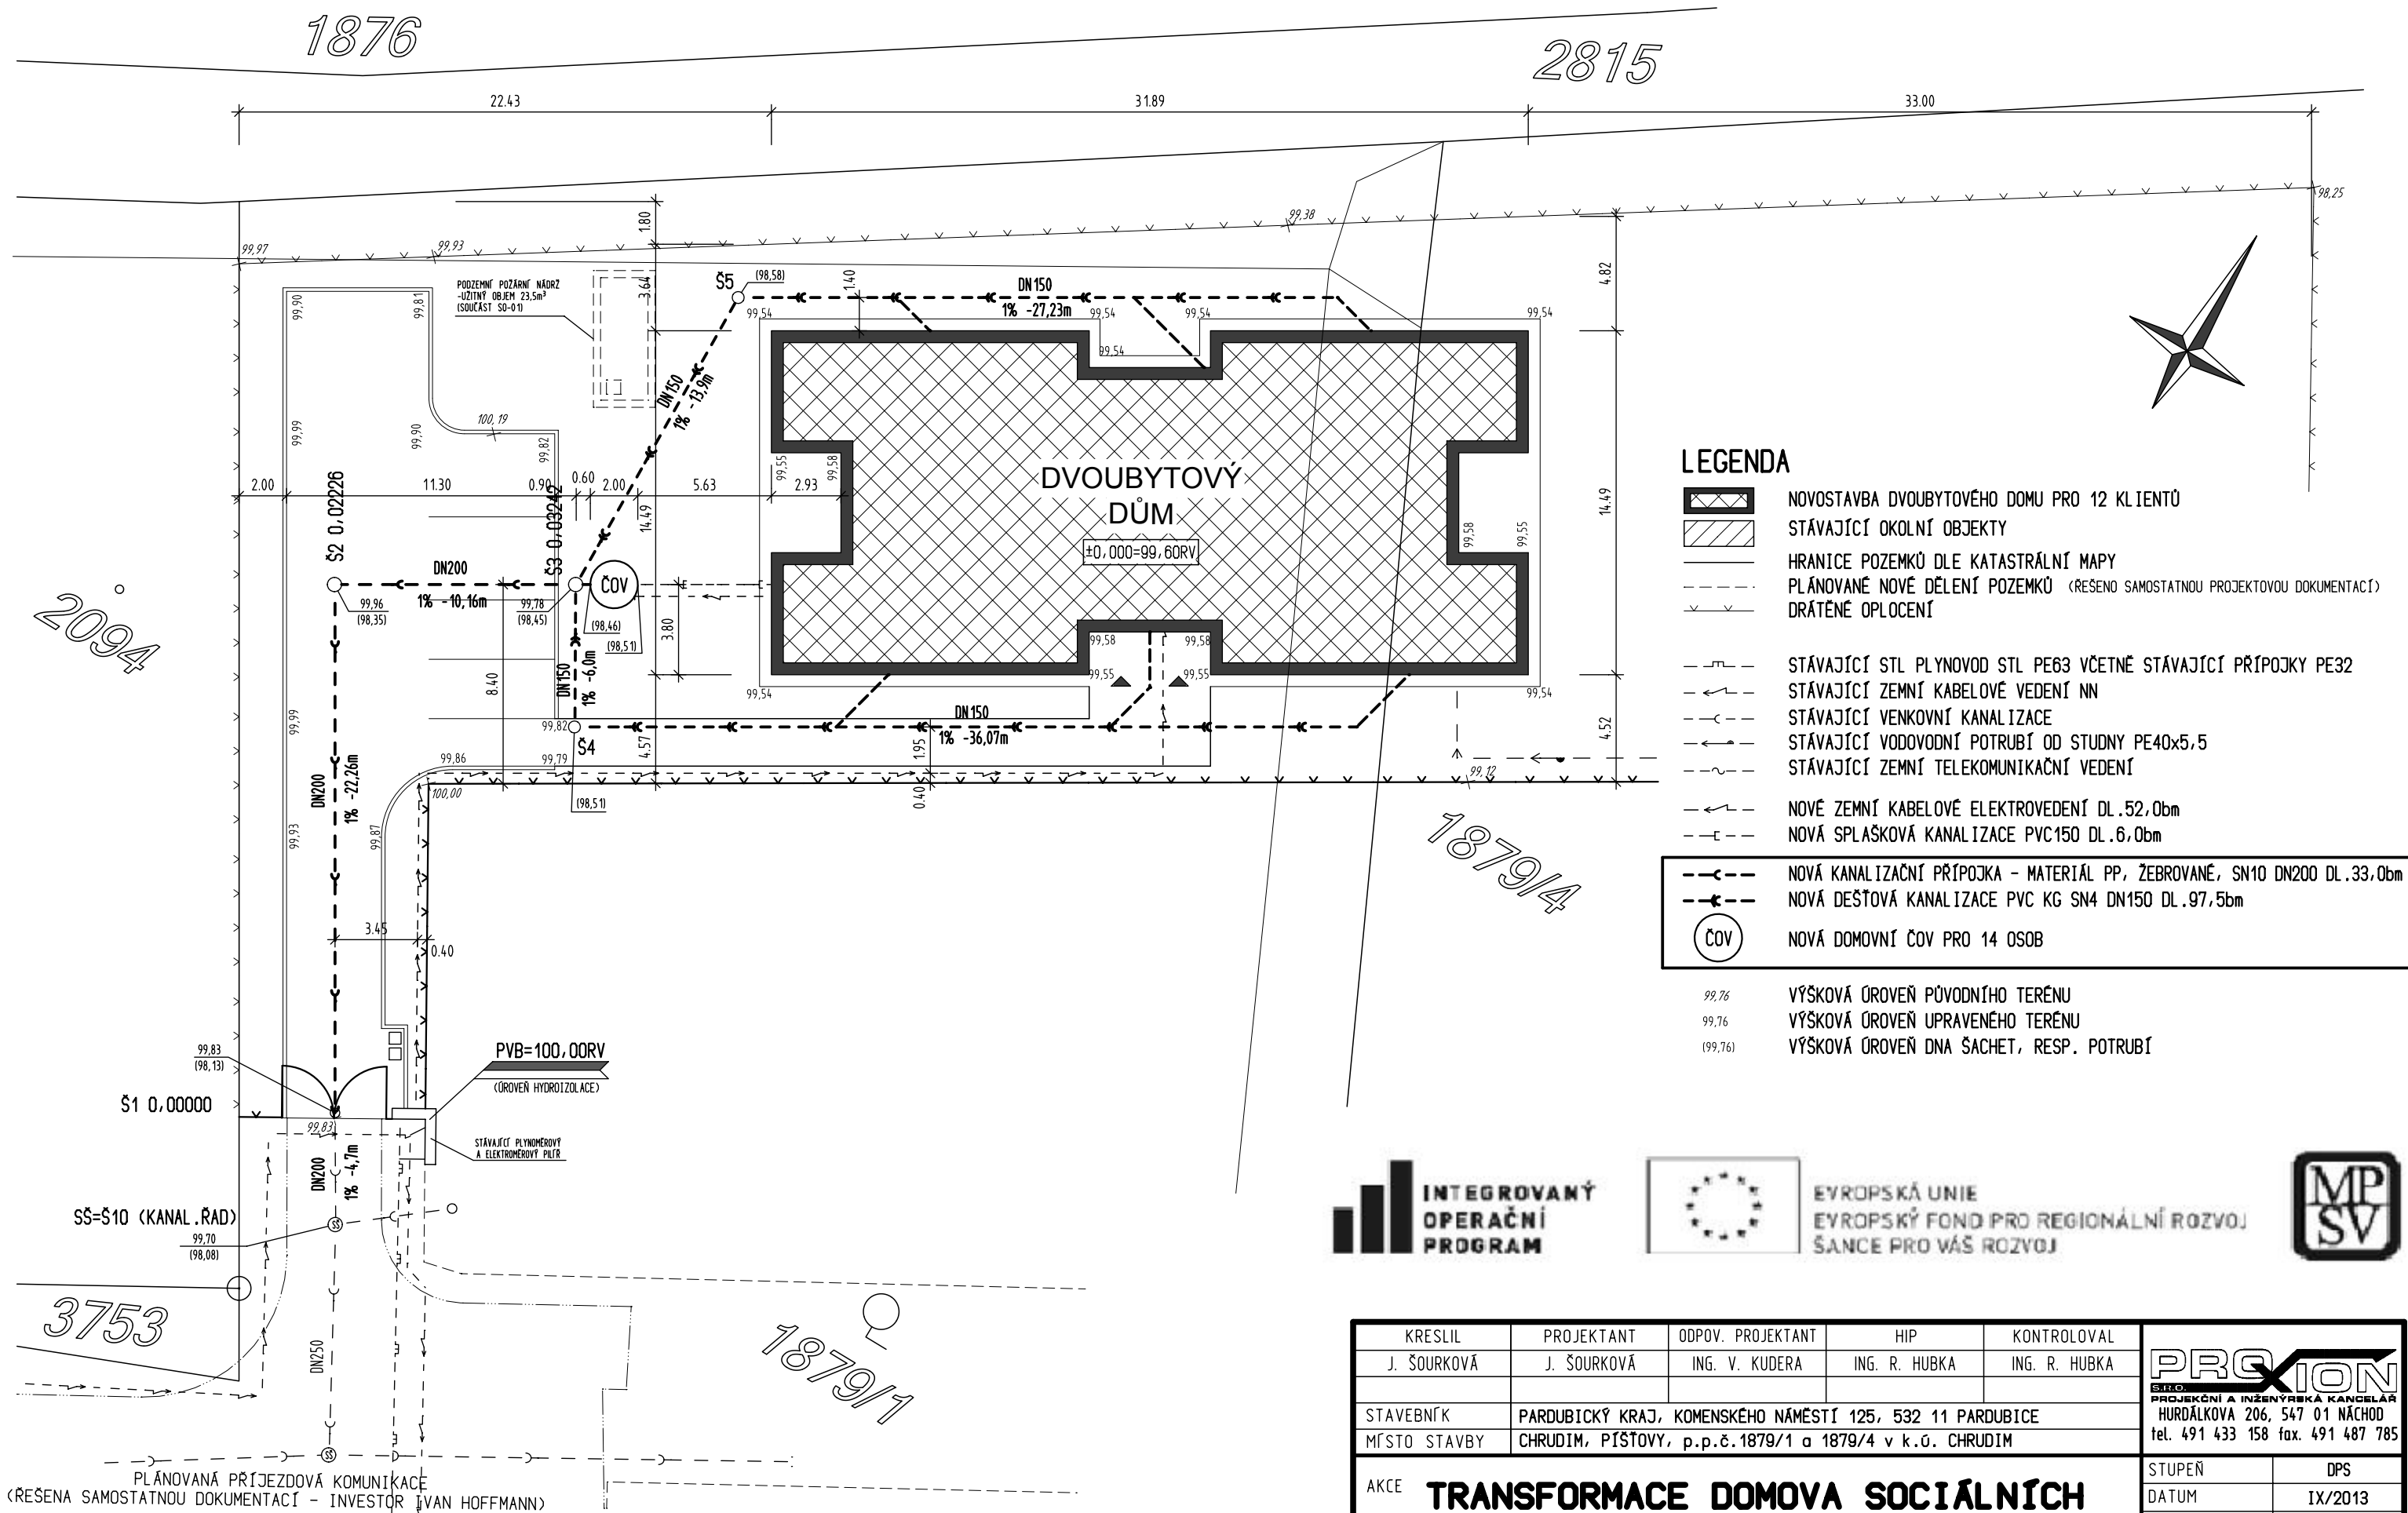 1876
2815
22.43
31.89
33.00
98,25
99,97
99,93
99,38
1.80
3.64
1.40
4.82
PODZEMNÍ POŽÁRNÍ NÁDRŽ
-UŽITNÝ OBJEM 23,5m³
(SOUČÁST SO-01)
Š5
(98,58)
DN150
1% -27,23m
99,90
99,81
99,54
99,54
99,54
99,54
99,54
DN150
1% -13,9m
99,99
99,90
100,19
99,82
2.00
11.30
0.90
0.60
2.00
5.63
2.93
14.49
14.49
99,55
99,58
99,58
99,55
Š2 0,02226
Š3 0,03242
DVOUBYTOVÝ
DŮM
±0,000=99,60RV
DN200
1% -10,16m
ČOV
99,96
(98,35)
99,78
(98,45)
(98,46)
(98,51)
3.80
8.40
DN150
1% -6,0m
2094
99,58
99,58
99,55
99,55
99,54
99,54
99,82
Š4
DN150
1% -36,07m
4.57
1.95
0.40
4.52
99,99
99,86
99,79
100,00
(98,51)
99,12
DN200
1% -22,26m
99,93
99,87
1879/4
3.45
0.40
99,83
(98,13)
PVB=100,00RV
(ÚROVEŇ HYDROIZOLACE)
Š1 0,00000
99,83
STÁVAJÍCÍ PLYNOMĚROVÝ
A ELEKTROMĚROVÝ PILÍŘ
DN200
1% -4,7m
SŠ=Š10 (KANAL.ŘAD)
SŠ
99,70
(98,08)
3753
DN250
1879/1
SŠ
PLÁNOVANÁ PŘÍJEZDOVÁ KOMUNIKACE
(ŘEŠENA SAMOSTATNOU DOKUMENTACÍ - INVESTOR IVAN HOFFMANN)
LEGENDA
NOVOSTAVBA DVOUBYTOVÉHO DOMU PRO 12 KLIENTŮ
STÁVAJÍCÍ OKOLNÍ OBJEKTY
HRANICE POZEMKŮ DLE KATASTRÁLNÍ MAPY
PLÁNOVANÉ NOVÉ DĚLENÍ POZEMKŮ (ŘEŠENO SAMOSTATNOU PROJEKTOVOU DOKUMENTACÍ)
DRÁTĚNÉ OPLOCENÍ
STÁVAJÍCÍ STL PLYNOVOD STL PE63 VČETNĚ STÁVAJÍCÍ PŘÍPOJKY PE32
STÁVAJÍCÍ ZEMNÍ KABELOVÉ VEDENÍ NN
STÁVAJÍCÍ VENKOVNÍ KANALIZACE
STÁVAJÍCÍ VODOVODNÍ POTRUBÍ OD STUDNY PE40x5,5
STÁVAJÍCÍ ZEMNÍ TELEKOMUNIKAČNÍ VEDENÍ
NOVÉ ZEMNÍ KABELOVÉ ELEKTROVEDENÍ DL.52,0bm
NOVÁ SPLAŠKOVÁ KANALIZACE PVC150 DL.6,0bm
NOVÁ KANALIZAČNÍ PŘÍPOJKA - MATERIÁL PP, ŽEBROVANÉ, SN10 DN200 DL.33,0bm
NOVÁ DEŠŤOVÁ KANALIZACE PVC KG SN4 DN150 DL.97,5bm
ČOV NOVÁ DOMOVNÍ ČOV PRO 14 OSOB
99,76 VÝŠKOVÁ ÚROVEŇ PŮVODNÍHO TERÉNU
99,76 VÝŠKOVÁ ÚROVEŇ UPRAVENÉHO TERÉNU
(99,76) VÝŠKOVÁ ÚROVEŇ DNA ŠACHET, RESP. POTRUBÍ
INTEGROVANÝ
OPERAČNÍ
PROGRAM
EVROPSKÁ UNIE
EVROPSKÝ FOND PRO REGIONÁLNÍ ROZVOJ
ŠANCE PRO VÁŠ ROZVOJ
MP
SV
KRESLIL PROJEKTANT ODPOV. PROJEKTANT HIP KONTROLOVAL
J. ŠOURKOVÁ J. ŠOURKOVÁ ING. V. KUDERA ING. R. HUBKA ING. R. HUBKA
STAVEBNÍK PARDUBICKÝ KRAJ, KOMENSKÉHO NÁMĚSTÍ 125, 532 11 PARDUBICE
MÍSTO STAVBY CHRUDIM, PÍŠŤOVY, p.p.č.1879/1 a 1879/4 v k.ú. CHRUDIM
PROXION
S.R.O.
PROJEKČNÍ A INŽENÝRSKÁ KANCELÁŘ
HURDÁLKOVA 206, 547 01 NÁCHOD
tel. 491 433 158 fax. 491 487 785
AKCE TRANSFORMACE DOMOVA SOCIÁLNÍCH
STUPEŇ DPS
DATUM IX/2013